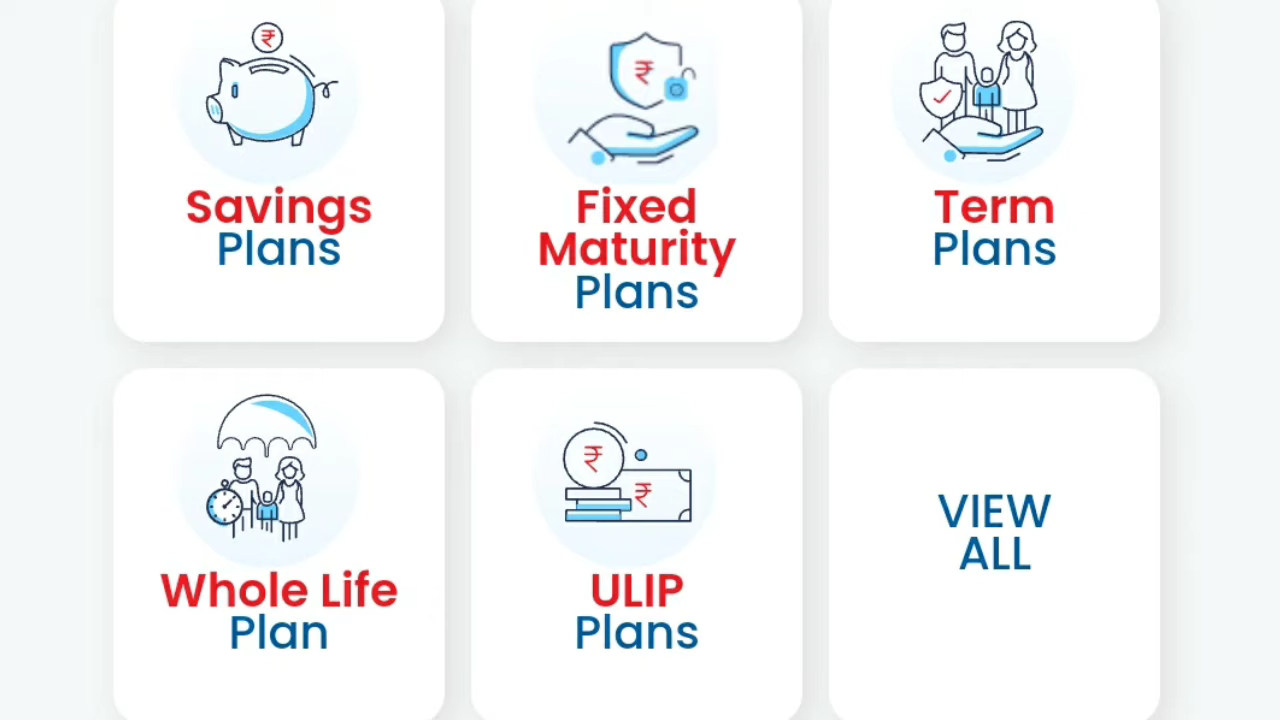 ₹
Savings
Plans
₹
Fixed
Maturity
Plans
Term
Plans
Whole Life
Plan
₹
₹
ULIP
Plans
VIEW
ALL